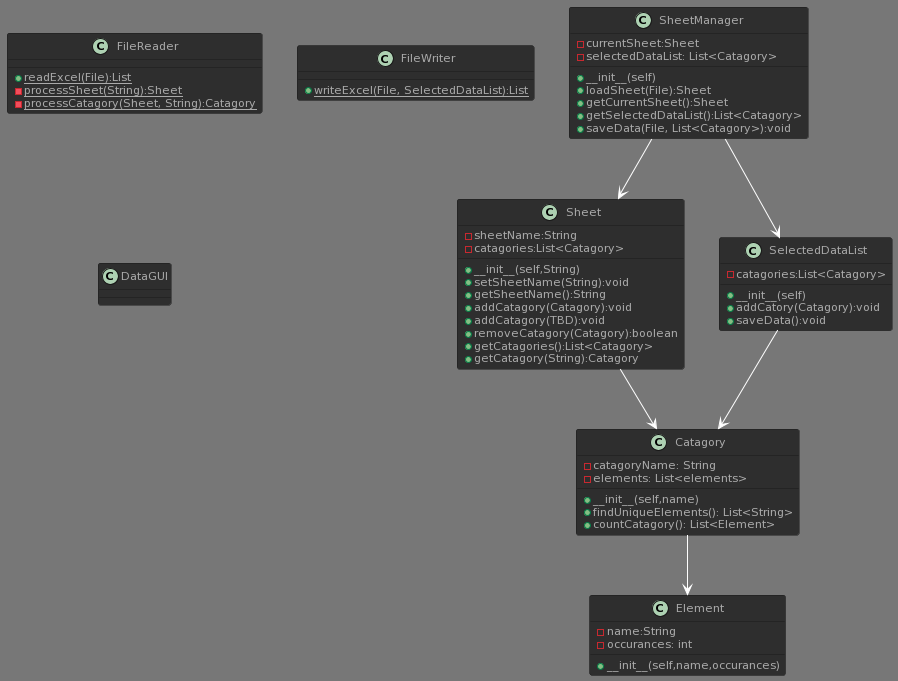 C FileReader
readExcel(File):List
processSheet(String):Sheet
processCatagory(Sheet, String):Catagory
C FileWriter
writeExcel(File, SelectedDataList):List
C SheetManager
currentSheet:Sheet
selectedDataList: List<Catagory>
__init__(self)
loadSheet(File):Sheet
getCurrentSheet():Sheet
getSelectedDataList():List<Catagory>
saveData(File, List<Catagory>):void
C DataGUI
C Sheet
sheetName:String
catagories:List<Catagory>
__init__(self,String)
setSheetName(String):void
getSheetName():String
addCatagory(Catagory):void
addCatagory(TBD):void
removeCatagory(Catagory):boolean
getCatagories():List<Catagory>
getCatagory(String):Catagory
C SelectedDataList
catagories:List<Catagory>
__init__(self)
addCatory(Catagory):void
saveData():void
C Catagory
catagoryName: String
elements: List<elements>
__init__(self,name)
findUniqueElements(): List<String>
countCatagory(): List<Element>
C Element
name:String
occurances: int
__init__(self,name,occurances)